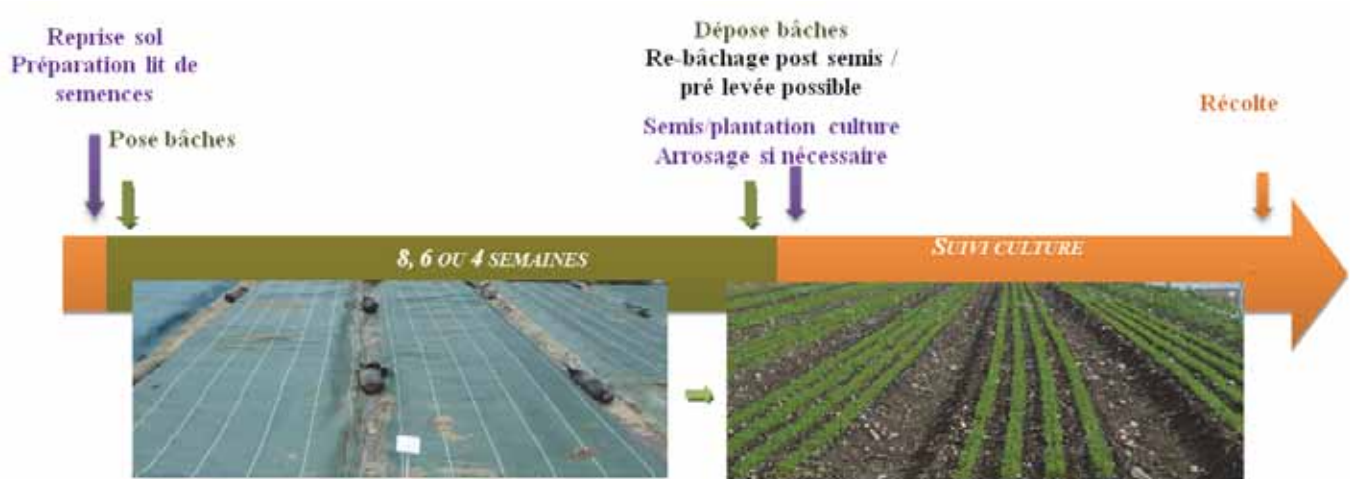 Reprise sol
Préparation lit de
semences
Pose bâches
Dépose bâches
Re-bâchage post semis /
pré levée possible
Semis/plantation culture
Arrosage si nécessaire
Récolte
8, 6 OU 4 SEMAINES
SUIVI CULTURE